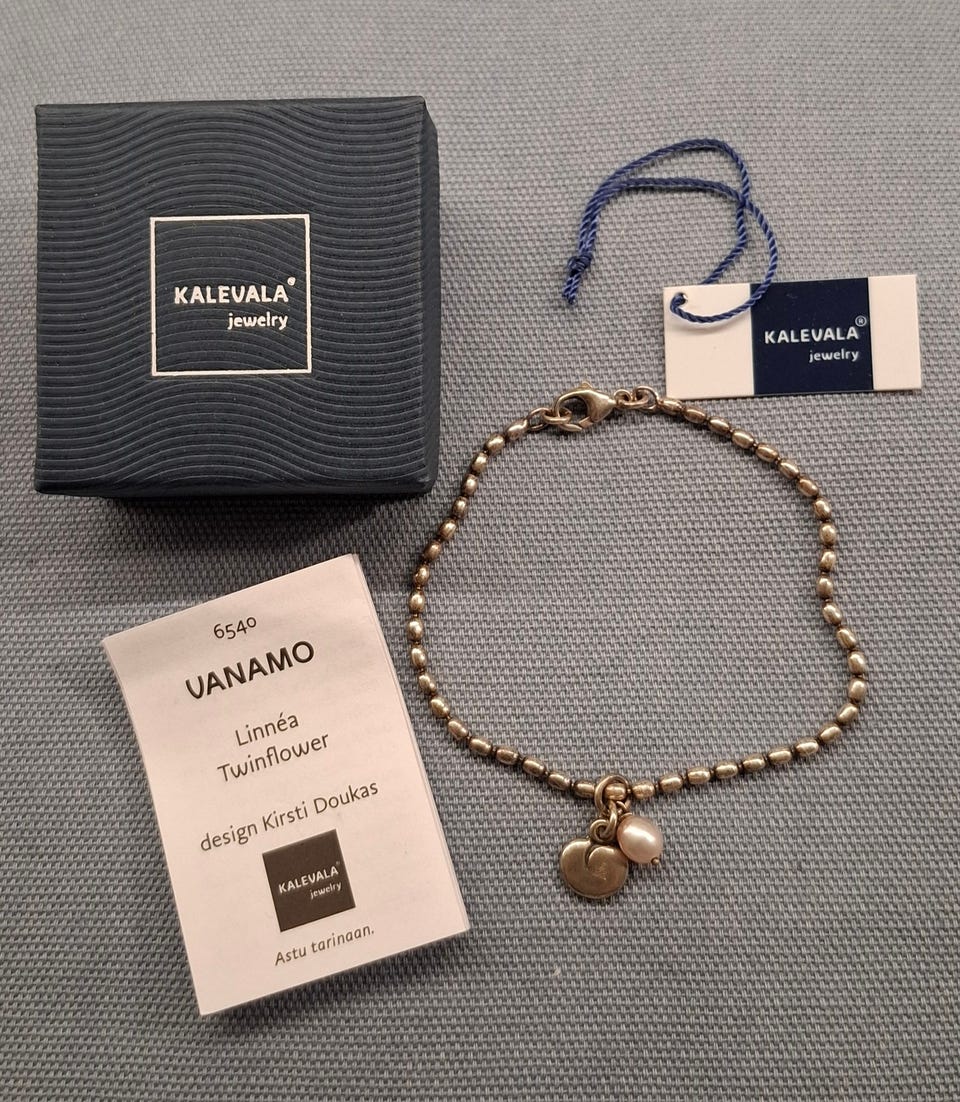 KALEVALA
jewelry
KALEVALA®
jewelry
6540
VANAMO
Linnéa
Twinflower
design Kirsti Doukas
KALEVALA
jewelry
Astu tarinaan.